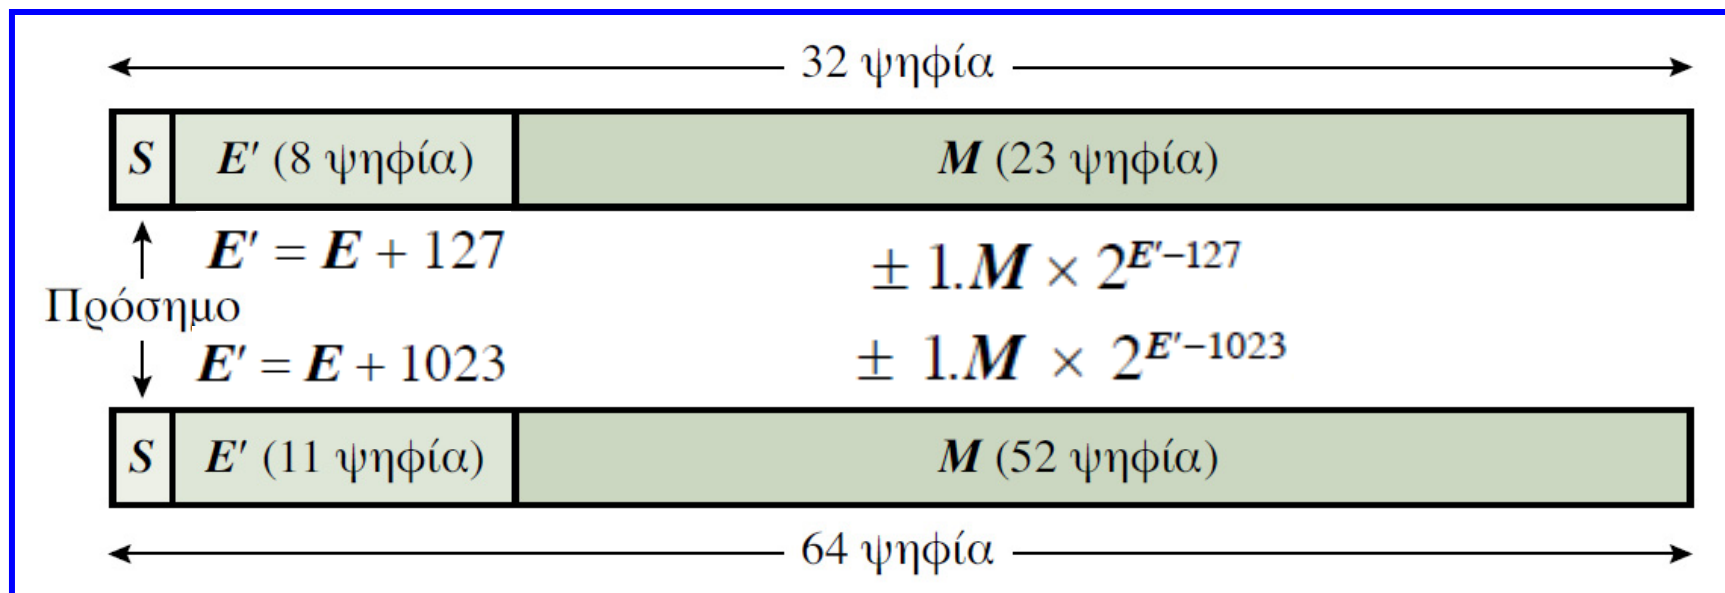 32 ψηφία
S E′ (8 ψηφία) M (23 ψηφία)
E′ = E + 127 ± 1.M × 2^{E′–127}
Πρόσημο
E′ = E + 1023 ± 1.M × 2^{E′–1023}
S E′ (11 ψηφία) M (52 ψηφία)
64 ψηφία